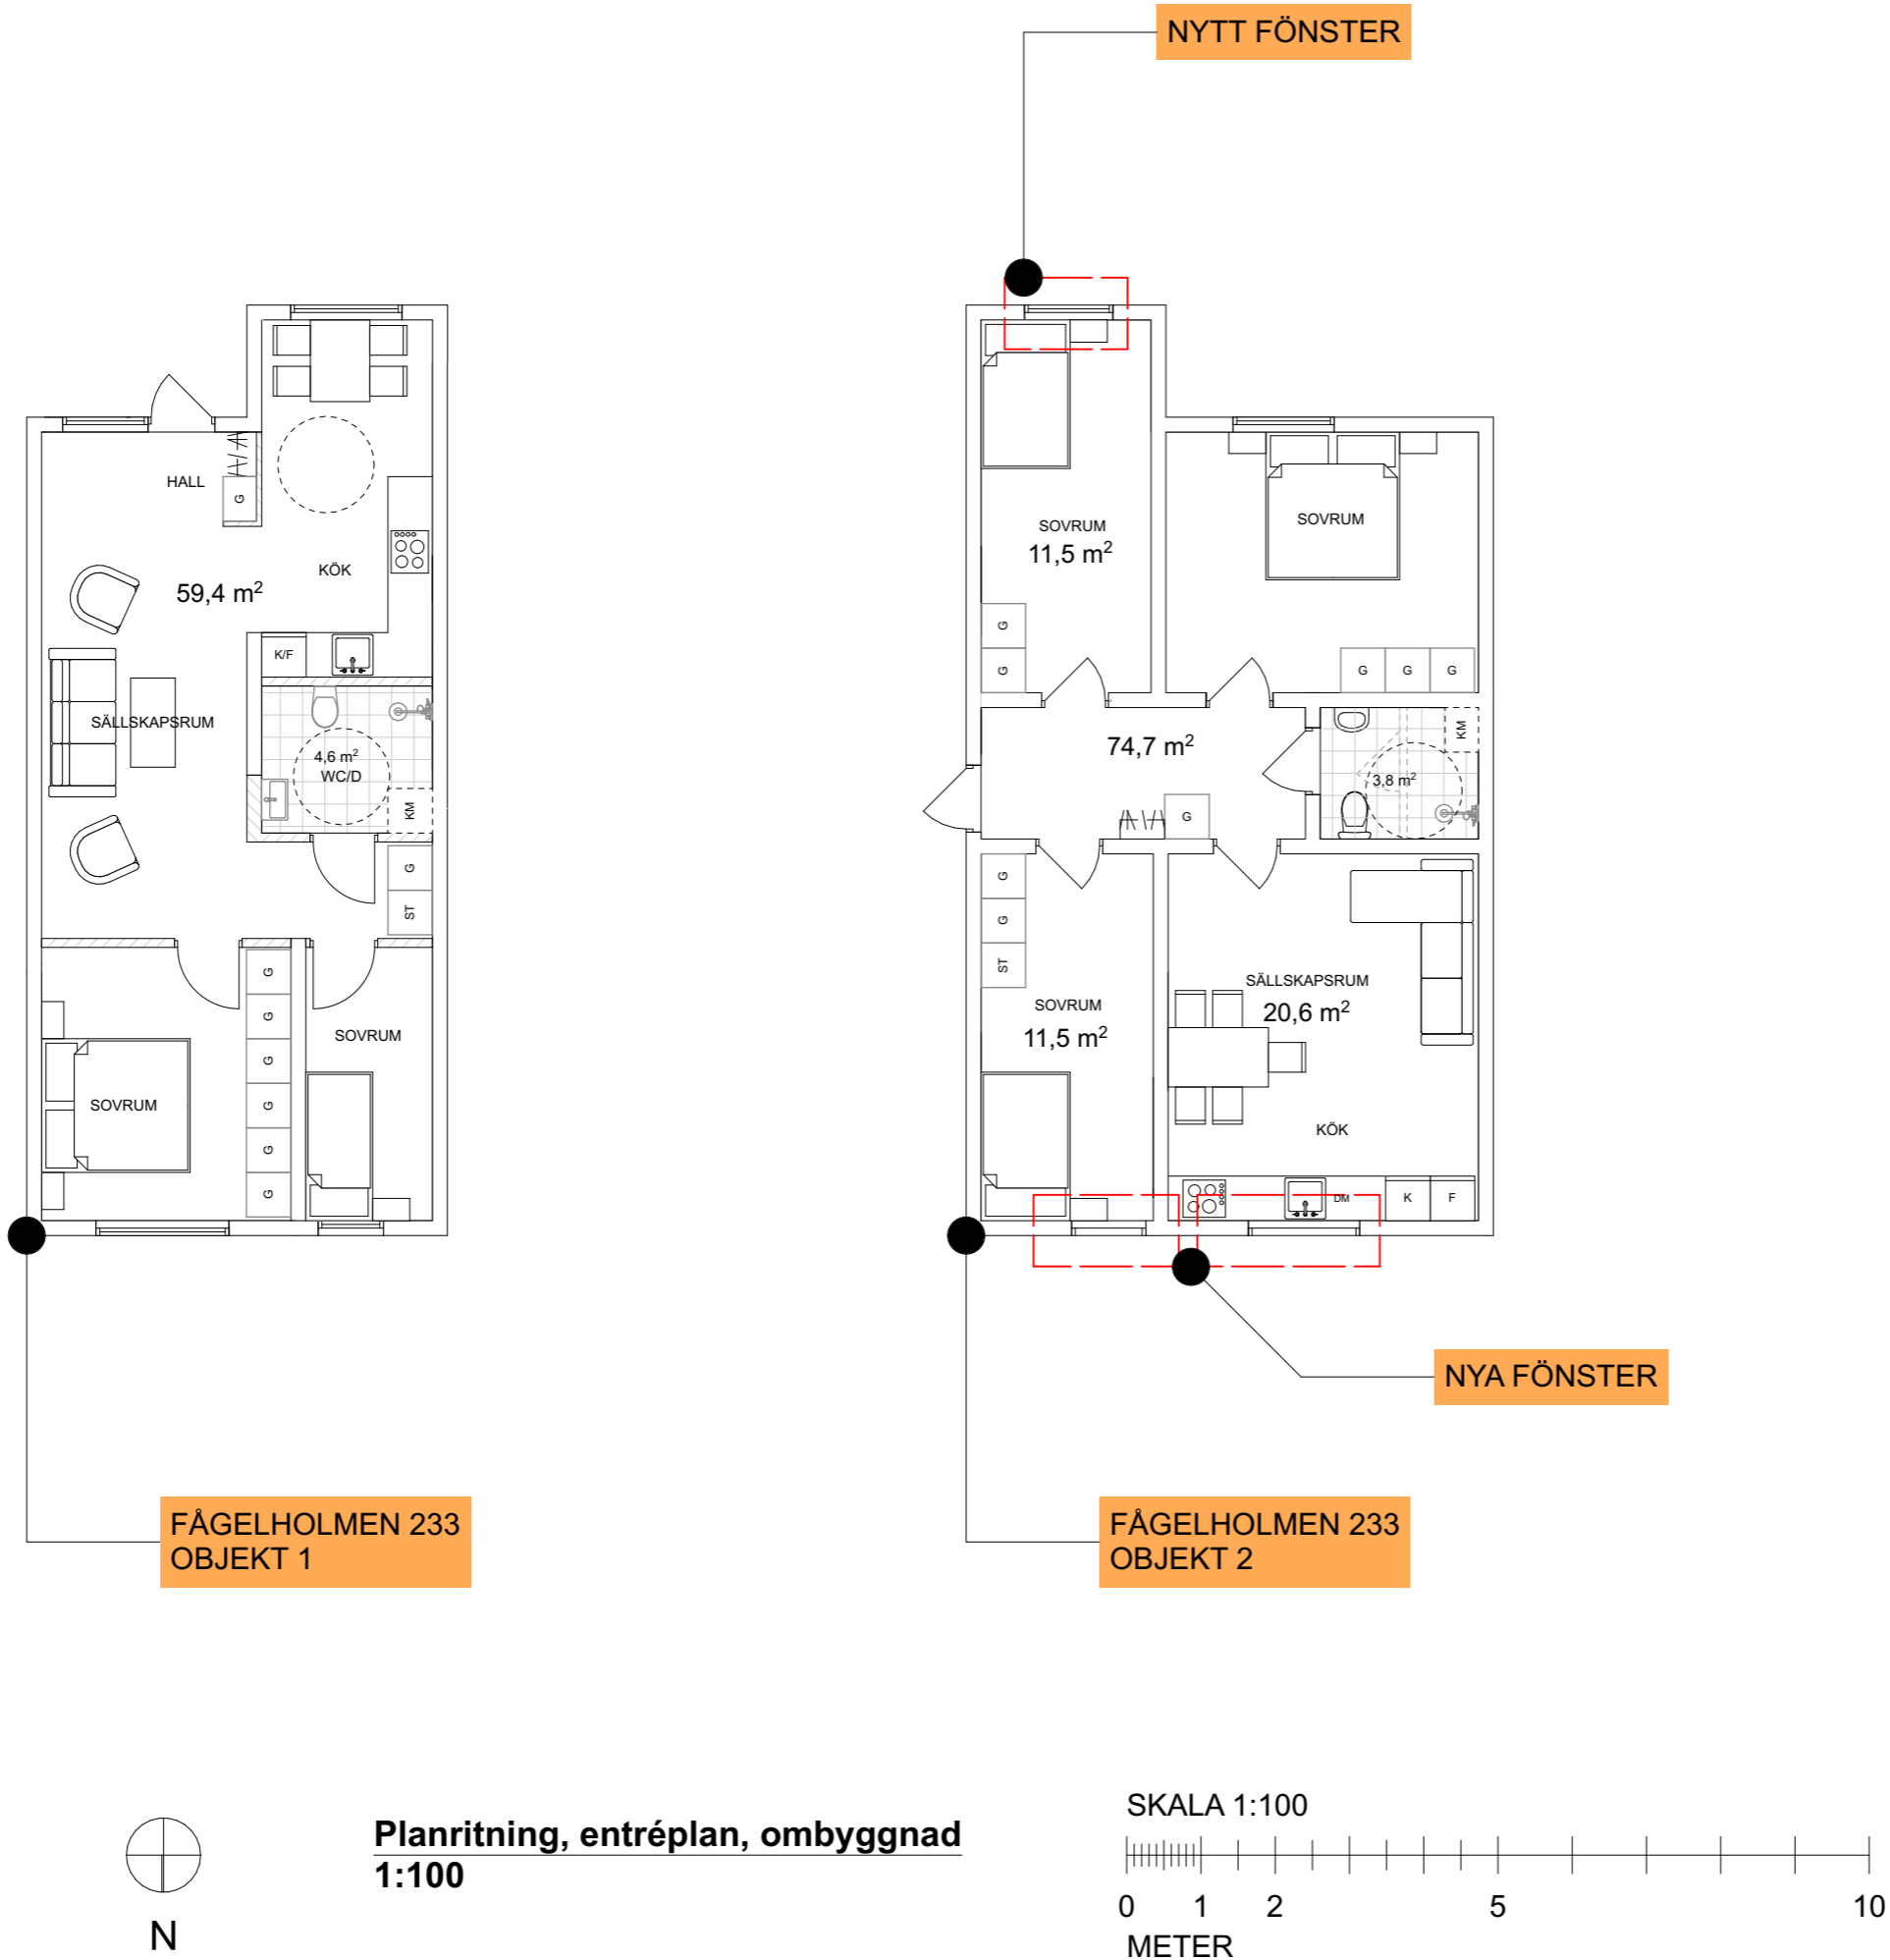 NYTT FÖNSTER
HALL
G
59,4 m²
KÖK
K/F
SÄLLSKAPSRUM
4,6 m²
WC/D
KM
G
ST
G
G
G
G
G
G
SOVRUM
SOVRUM
FÅGELHOLMEN 233
OBJEKT 1
SOVRUM
11,5 m²
G
G
SOVRUM
G G G
74,7 m²
G
KM
3,8 m²
G
G
ST
SOVRUM
11,5 m²
SÄLLSKAPSRUM
20,6 m²
KÖK
DM
K F
NYA FÖNSTER
FÅGELHOLMEN 233
OBJEKT 2
N
Planritning, entréplan, ombyggnad
1:100
SKALA 1:100
0 1 2 5 10
METER